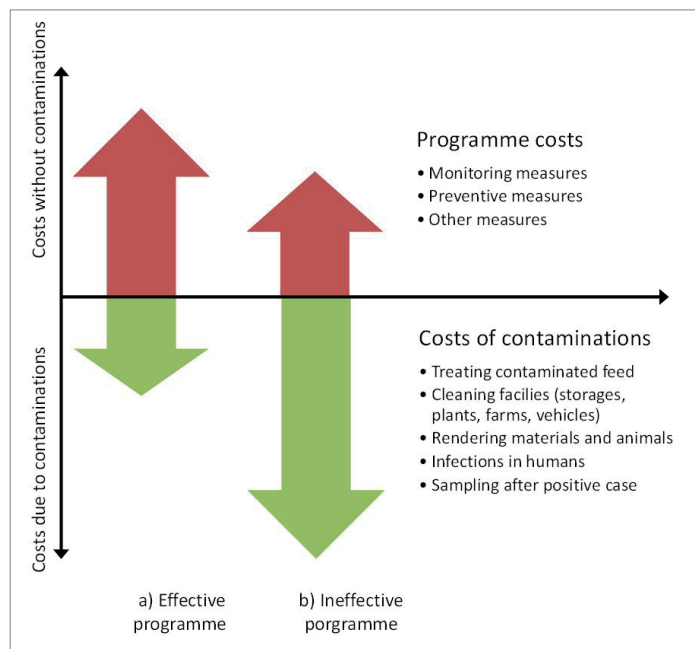 Costs without contaminations
Programme costs
• Monitoring measures
• Preventive measures
• Other measures
Costs due to contaminations
Costs of contaminations
• Treating contaminated feed
• Cleaning facilies (storages,
plants, farms, vehicles)
• Rendering materials and animals
• Infections in humans
• Sampling after positive case
a) Effective
programme
b) Ineffective
porgramme